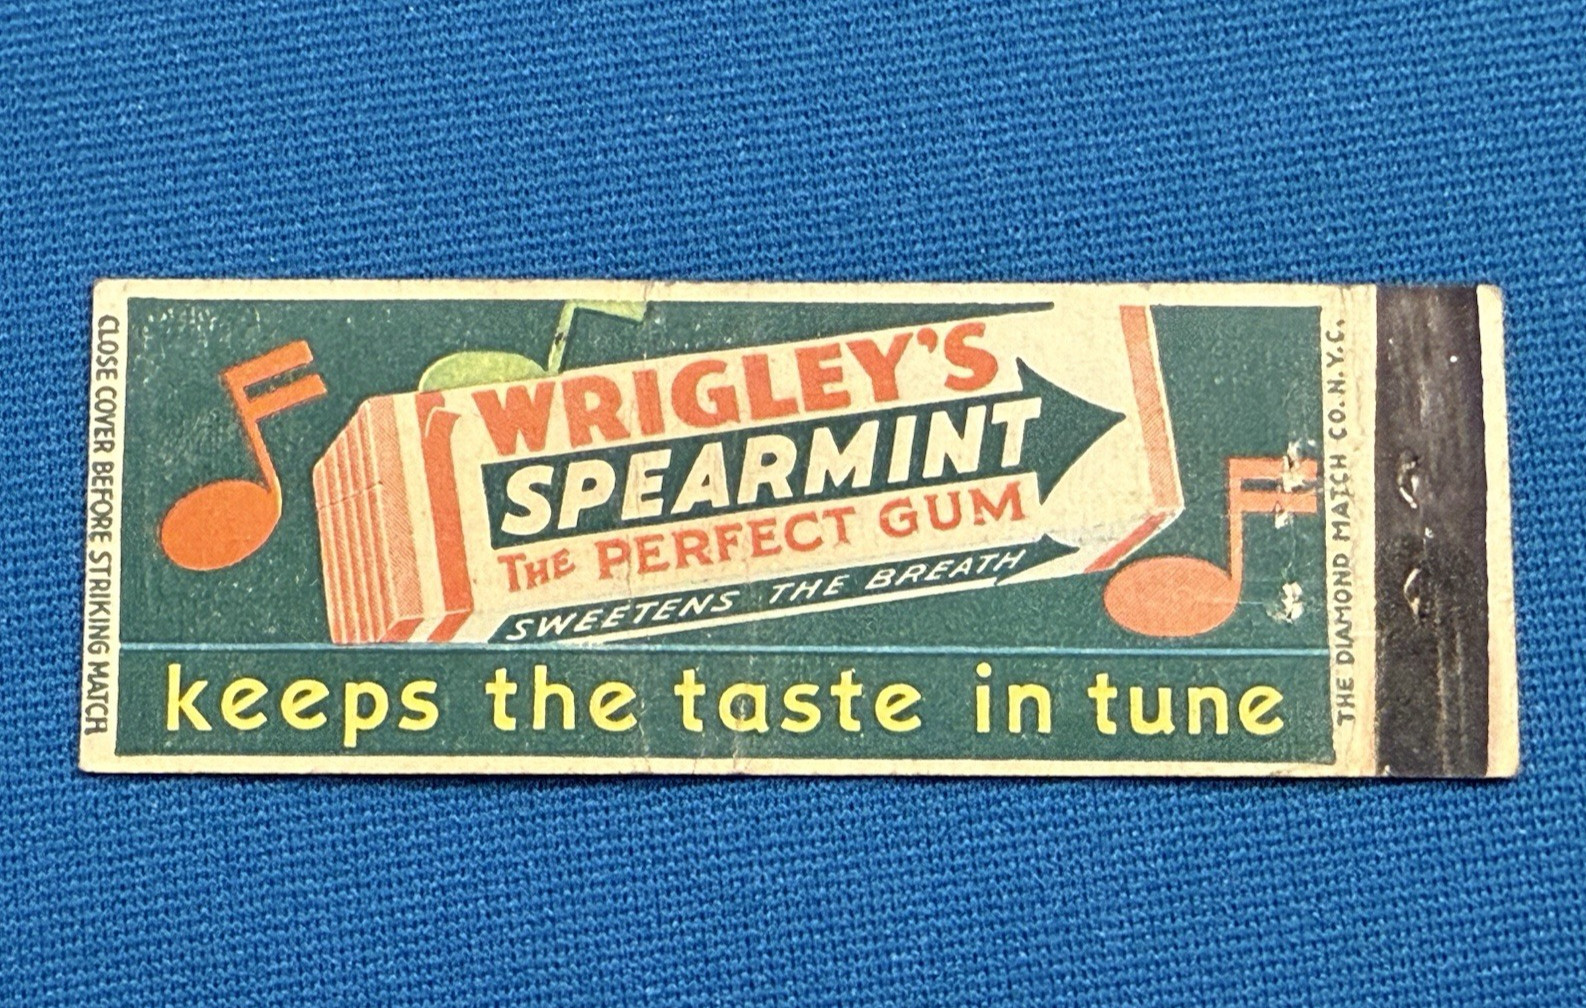 CLOSE COVER BEFORE STRIKING MATCH
WRIGLEY'S
SPEARMINT
THE PERFECT GUM
SWEETENS THE BREATH
keeps the taste in tune
THE DIAMOND MATCH CO. N.Y.C.